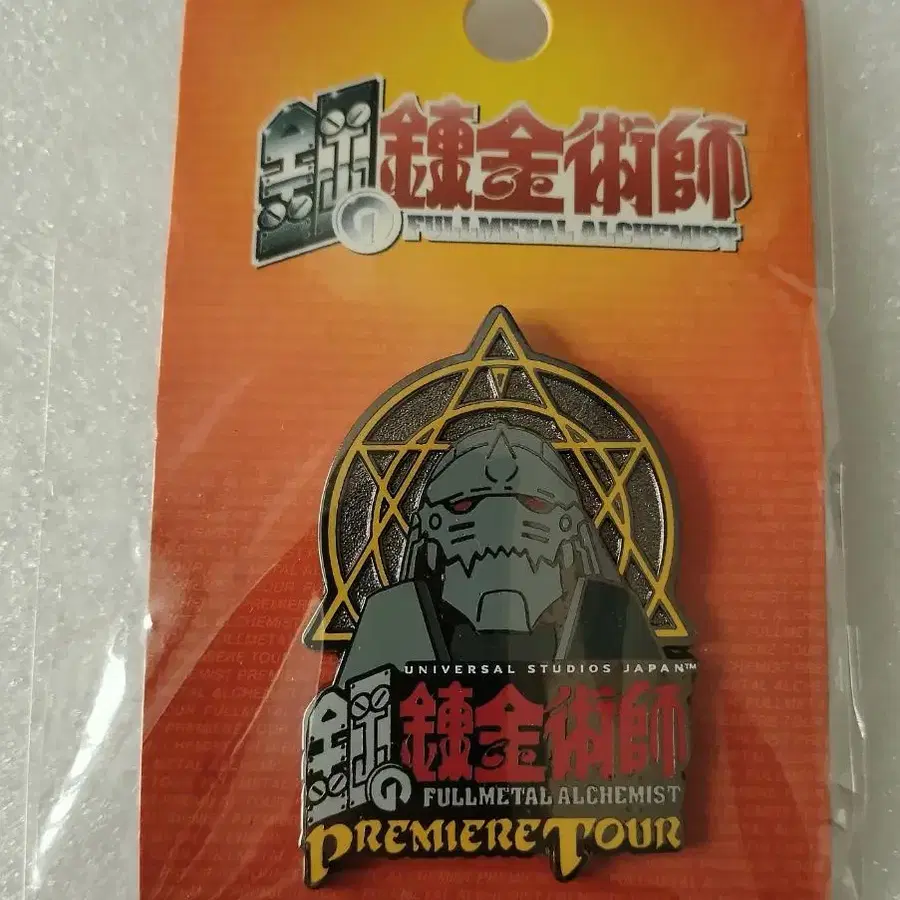 鋼の錬金術師
FULLMETAL ALCHEMIST
UNIVERSAL STUDIOS JAPAN™
鋼の錬金術師
FULLMETAL ALCHEMIST
PREMIERE TOUR